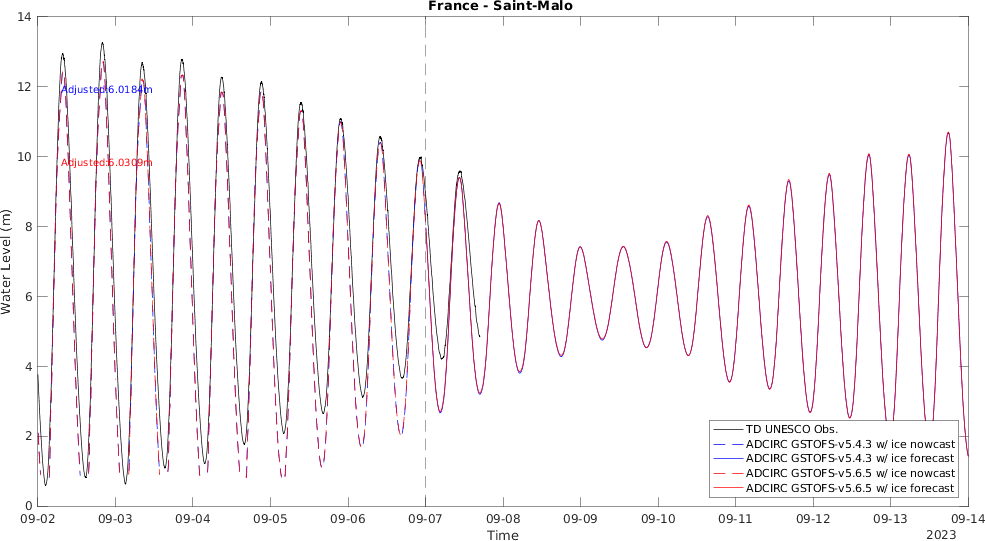 France - Saint-Malo
14
12
10
8
6
4
2
0
Water Level (m)
Adjusted:6.0184m
Adjusted:6.0309m
TD UNESCO Obs.
ADCIRC GSTOFS-v5.4.3 w/ ice nowcast
ADCIRC GSTOFS-v5.4.3 w/ ice forecast
ADCIRC GSTOFS-v5.6.5 w/ ice nowcast
ADCIRC GSTOFS-v5.6.5 w/ ice forecast
09-02 09-03 09-04 09-05 09-06 09-07 09-08 09-09 09-10 09-11 09-12 09-13 09-14
Time
2023